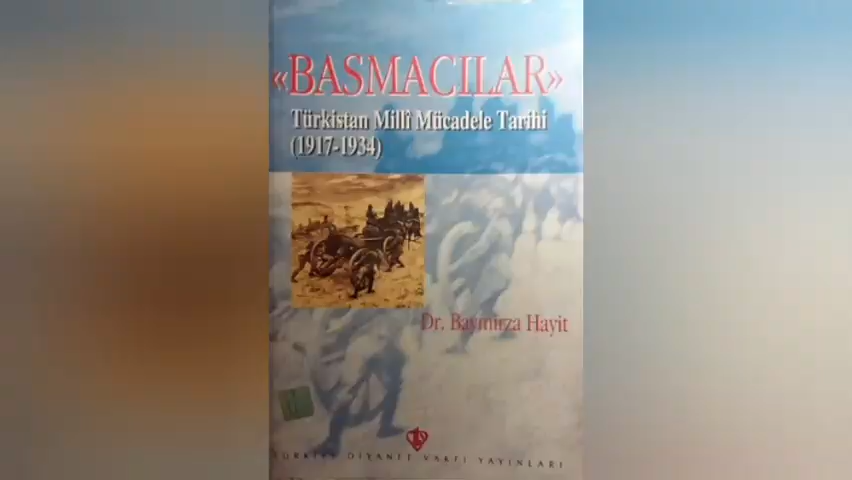 «BASMACILAR»
Türkistan Millî Mücadele Tarihi
(1917-1934)
Dr. Baymirza Hayit
TÜRKİYE DİYANET VAKFI YAYINLARI